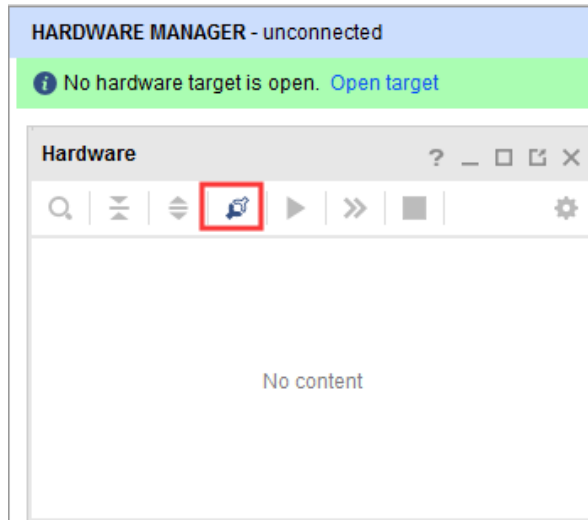 HARDWARE MANAGER - unconnected
No hardware target is open. Open target
Hardware
No content